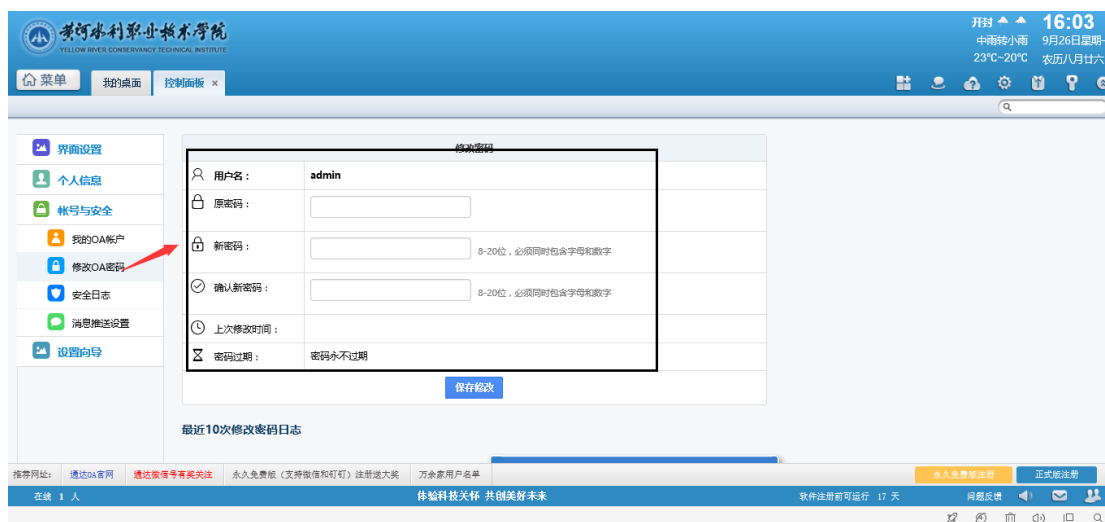 黄河水利职业技术学院
YELLOW RIVER CONSERVANCY TECHNICAL INSTITUTE
开封
16:03
中雨转小雨
9月26日星期一
23℃~20℃
农历八月廿六
菜单
我的桌面
控制面板 ×
界面设置
个人信息
帐号与安全
我的OA帐户
修改OA密码
安全日志
消息推送设置
设置向导
修改密码
用户名：
admin
原密码：
新密码：
8-20位，必须同时包含字母和数字
确认新密码：
8-20位，必须同时包含字母和数字
上次修改时间：
密码过期：
密码永不过期
保存修改
最近10次修改密码日志
推荐网址： 通达OA官网 通达微信号有奖关注 永久免费版（支持微信和钉钉）注册送大奖 万余家用户名单
永久免费版注册
正式版注册
在线 1 人
体验科技关怀 共创美好未来
软件注册前可运行 17 天
问题反馈